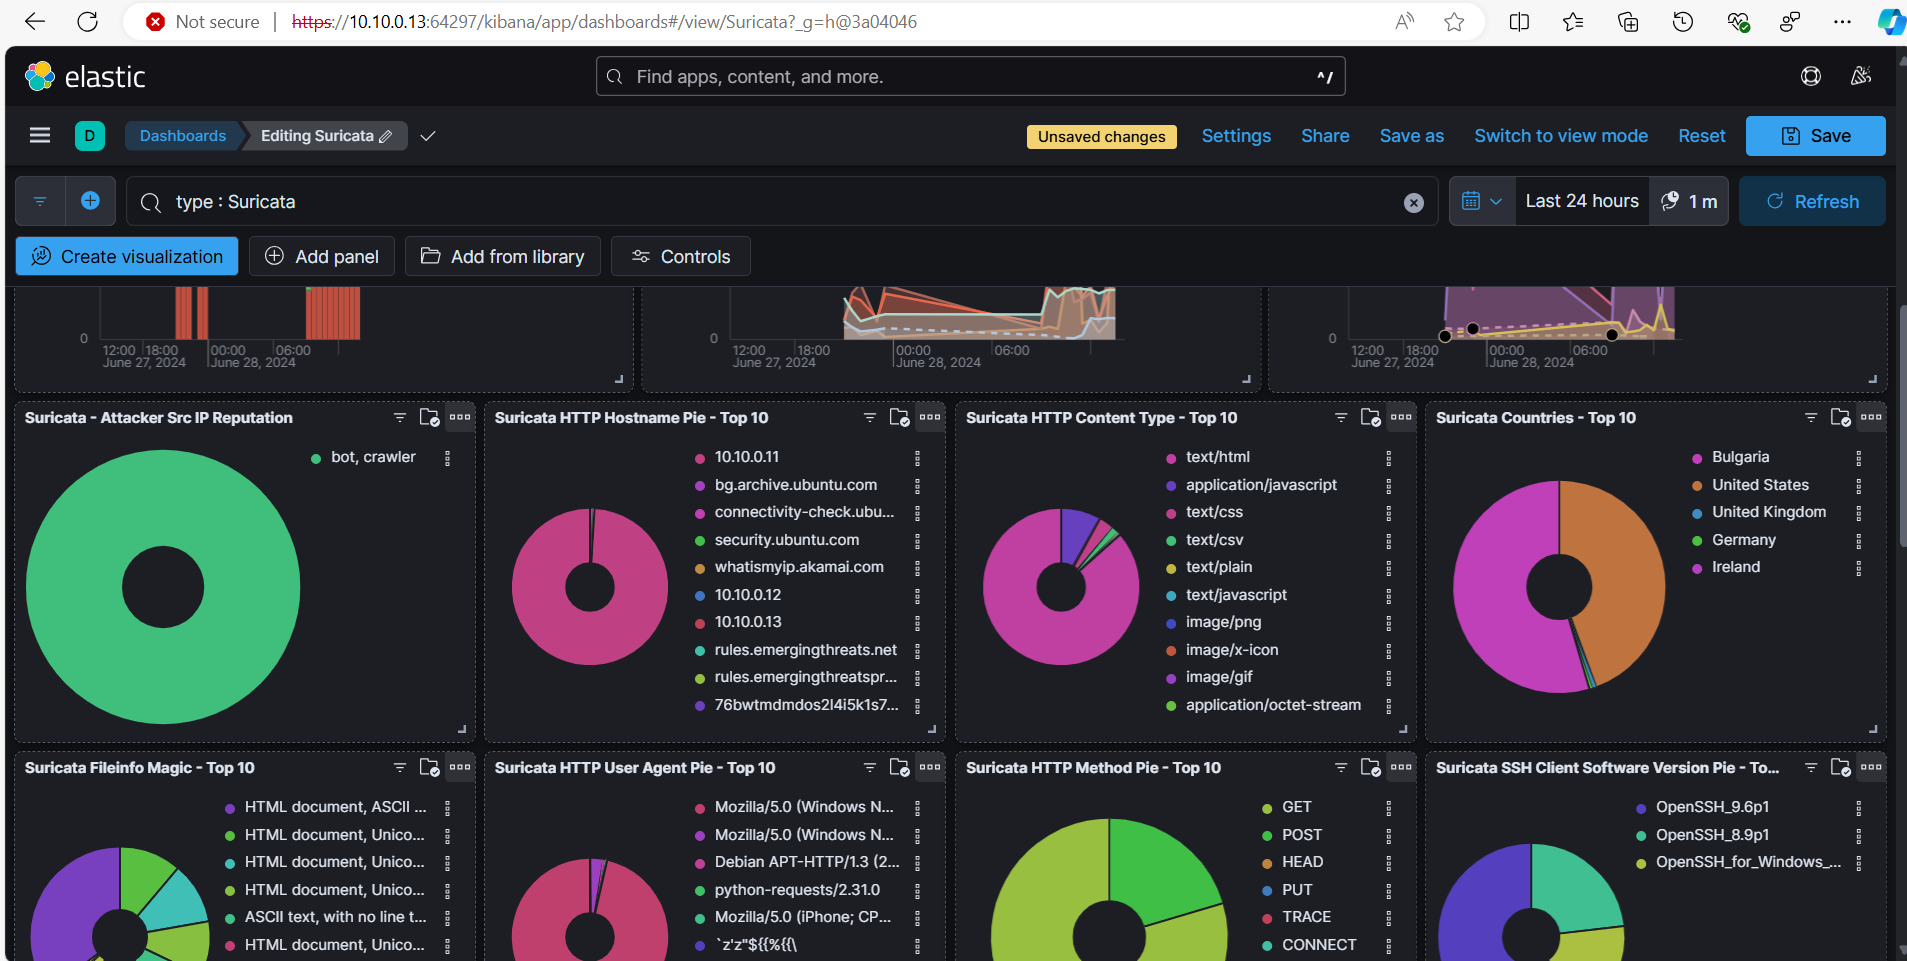 Not secure
https://10.10.0.13:64297/kibana/app/dashboards#/view/Suricata?_g=h@3a04046
elastic
Find apps, content, and more.
^/
D
Dashboards
Editing Suricata
Unsaved changes
Settings
Share
Save as
Switch to view mode
Reset
Save
type : Suricata
Last 24 hours
1 m
Refresh
Create visualization
Add panel
Add from library
Controls
0
12:00 18:00 00:00 06:00
June 27, 2024 June 28, 2024
0
12:00 18:00 00:00 06:00
June 27, 2024 June 28, 2024
0
12:00 18:00 00:00 06:00
June 27, 2024 June 28, 2024
Suricata - Attacker Src IP Reputation
bot, crawler
Suricata HTTP Hostname Pie - Top 10
10.10.0.11
bg.archive.ubuntu.com
connectivity-check.ubu...
security.ubuntu.com
whatismyip.akamai.com
10.10.0.12
10.10.0.13
rules.emergingthreats.net
rules.emergingthreatspr...
76bwtmdmdos2l4i5k1s7...
Suricata HTTP Content Type - Top 10
text/html
application/javascript
text/css
text/csv
text/plain
text/javascript
image/png
image/x-icon
image/gif
application/octet-stream
Suricata Countries - Top 10
Bulgaria
United States
United Kingdom
Germany
Ireland
Suricata Fileinfo Magic - Top 10
HTML document, ASCII ...
HTML document, Unico...
HTML document, Unico...
HTML document, Unico...
ASCII text, with no line t...
HTML document, Unico...
Suricata HTTP User Agent Pie - Top 10
Mozilla/5.0 (Windows N...
Mozilla/5.0 (Windows N...
Debian APT-HTTP/1.3 (2...
python-requests/2.31.0
Mozilla/5.0 (iPhone; CP...
`z'z"${{%{{\
Suricata HTTP Method Pie - Top 10
GET
POST
HEAD
PUT
TRACE
CONNECT
Suricata SSH Client Software Version Pie - To...
OpenSSH_9.6p1
OpenSSH_8.9p1
OpenSSH_for_Windows_...